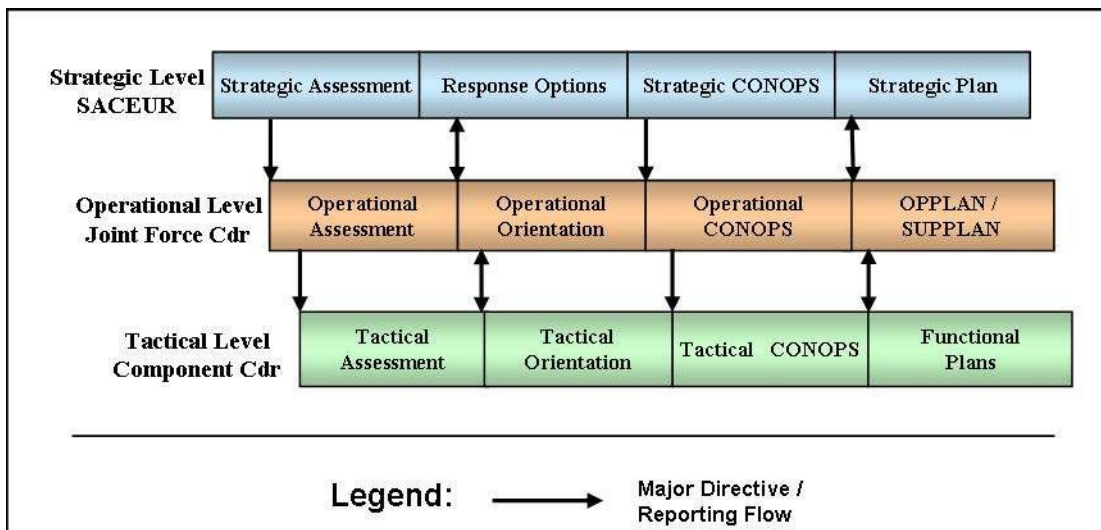 Strategic Level
SACEUR
Strategic Assessment
Response Options
Strategic CONOPS
Strategic Plan
Operational Level
Joint Force Cdr
Operational
Assessment
Operational
Orientation
Operational
CONOPS
OPPLAN /
SUPPLAN
Tactical Level
Component Cdr
Tactical
Assessment
Tactical
Orientation
Tactical CONOPS
Functional
Plans
Legend:
Major Directive /
Reporting Flow